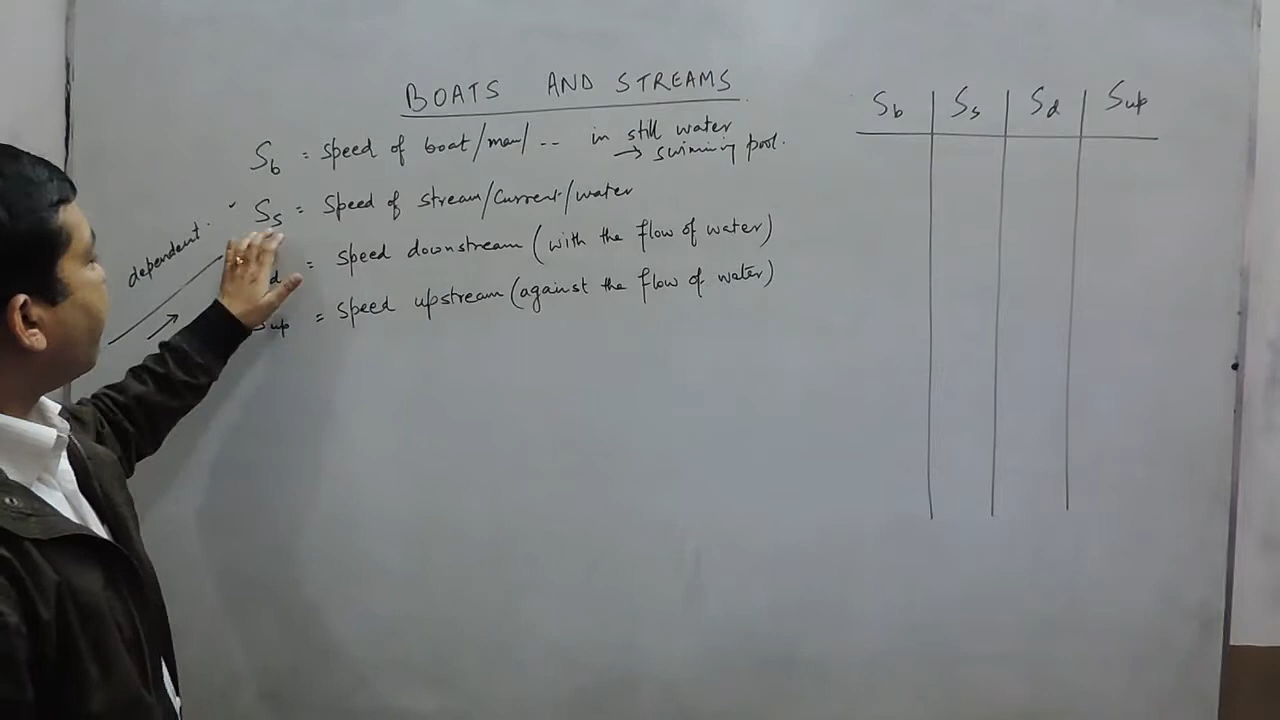 BOATS AND STREAMS
Sb = Speed of boat/man/ -- in still water
→ swimming pool.
Ss = Speed of stream/current/water
dependent.
d = speed downstream (with the flow of water)
Sup = Speed upstream (against the flow of water)
Sb Ss Sd Sup